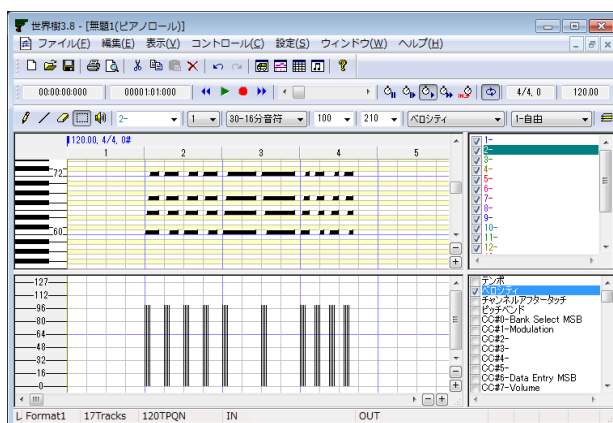 世界樹3.8 - [無題1(ピアノロール)]
ファイル(F) 編集(E) 表示(V) コントロール(C) 設定(S) ウィンドウ(W) ヘルプ(H)
00:00:00:000 00001:01:000 4/4, 0 120.00
2- 1 30-16分音符 100 210 ベロシティ 1-自由
120.00, 4/4, 0#
1 2 3 4 5
72
60
1-
2-
3-
4-
5-
6-
7-
8-
9-
10-
11-
12-
127
112
96
80
64
48
32
16
0
テンポ
ベロシティ
チャンネルアフタータッチ
ピッチベンド
CC#0-Bank Select MSB
CC#1-Modulation
CC#2-
CC#3-
CC#4-
CC#5-
CC#6-Data Entry MSB
CC#7-Volume
Format1 17Tracks 120TPQN IN OUT